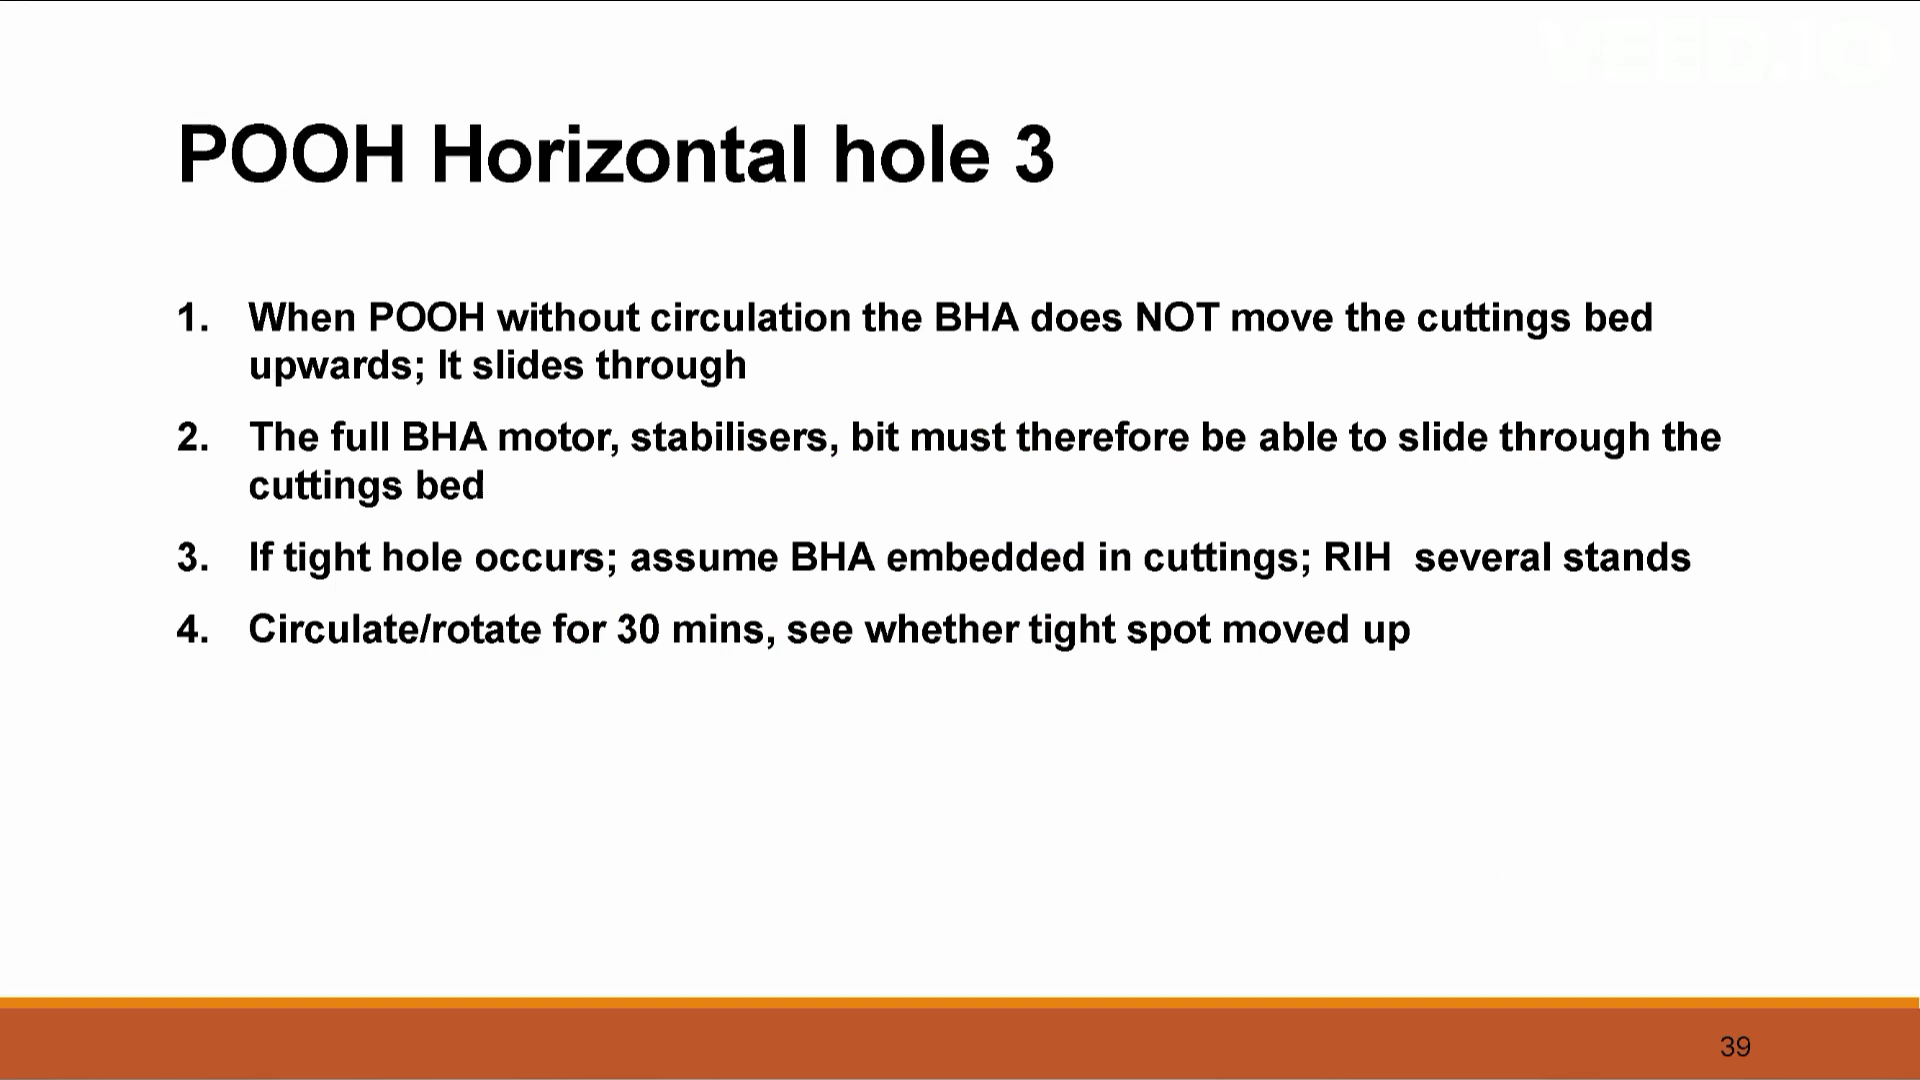 VEED.IO
POOH Horizontal hole 3
1. When POOH without circulation the BHA does NOT move the cuttings bed
upwards; It slides through
2. The full BHA motor, stabilisers, bit must therefore be able to slide through the
cuttings bed
3. If tight hole occurs; assume BHA embedded in cuttings; RIH  several stands
4. Circulate/rotate for 30 mins, see whether tight spot moved up
39